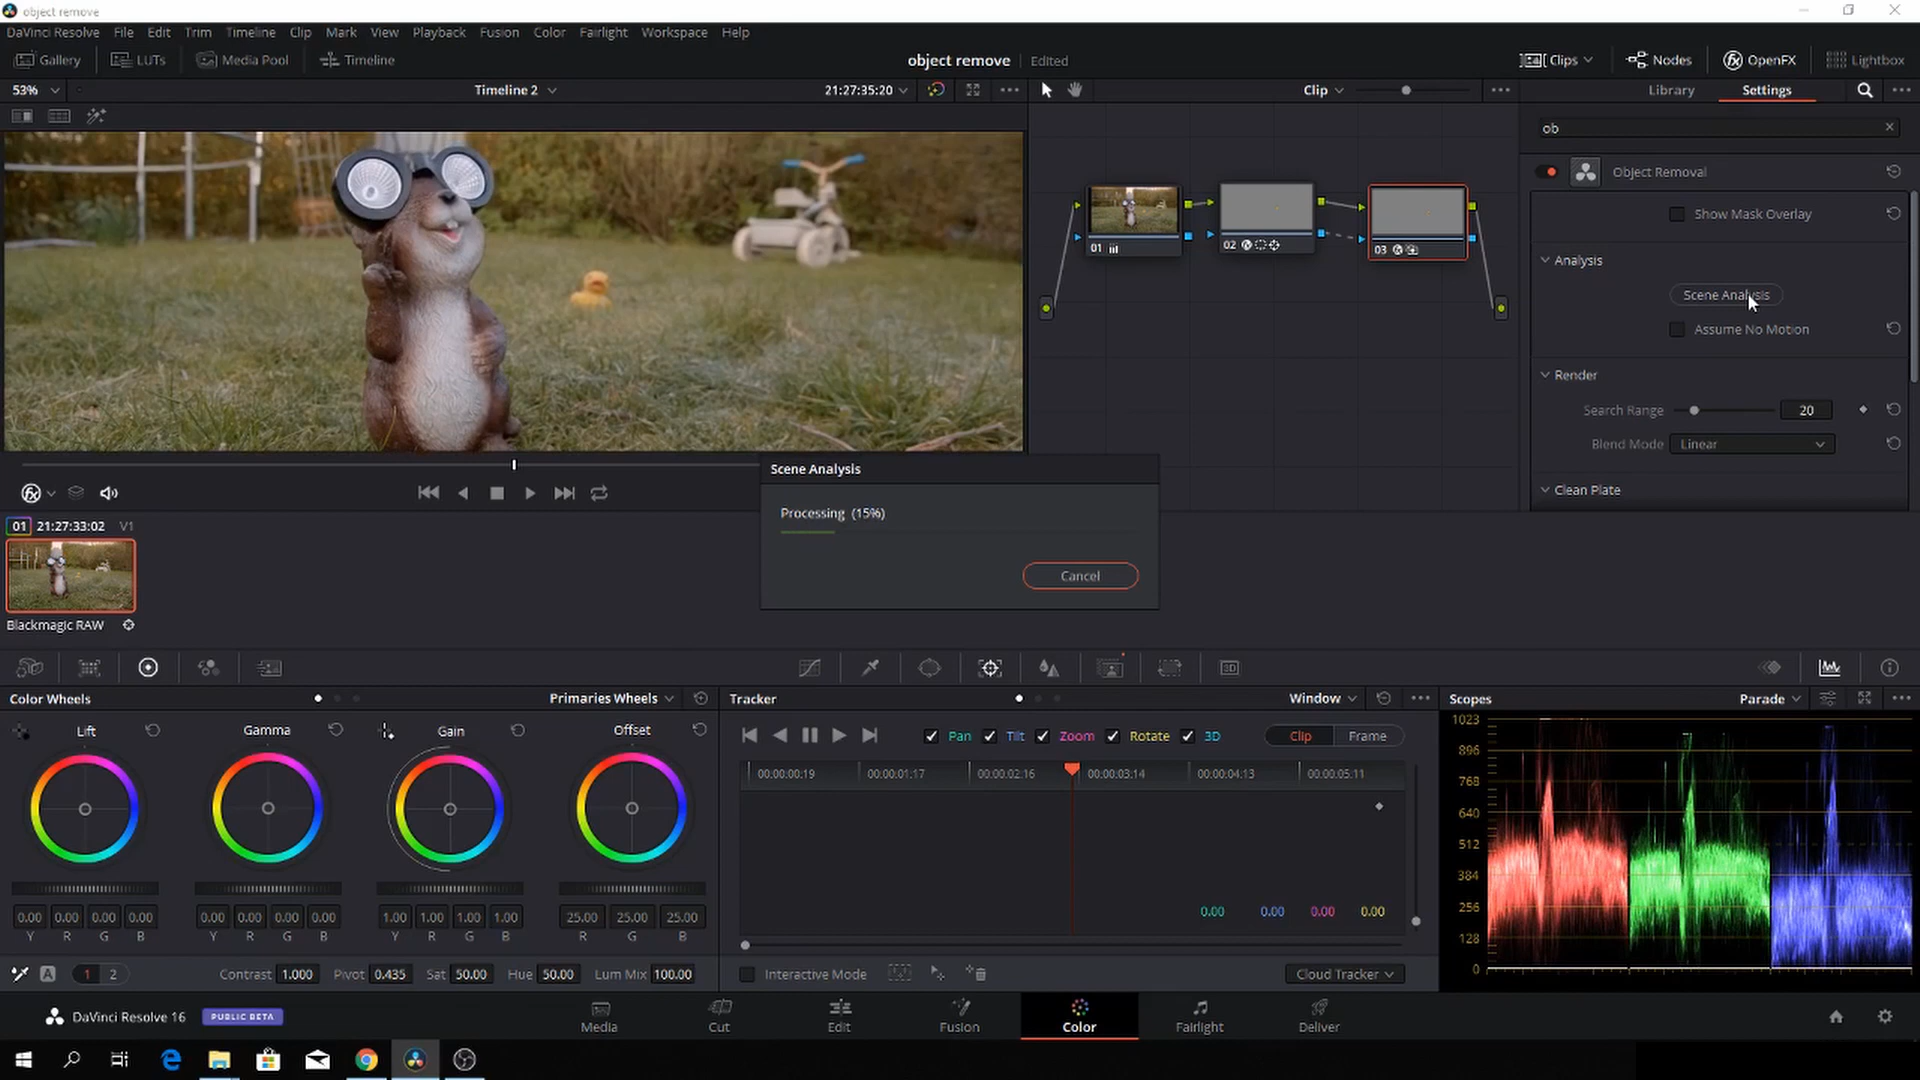 object remove
DaVinci Resolve File Edit Trim Timeline Clip Mark View Playback Fusion Color Fairlight Workspace Help
Gallery LUTs Media Pool Timeline object remove Edited Clips Nodes OpenFX Lightbox
53% Timeline 2 21:27:35:20 Clip Library Settings
ob
Object Removal
Show Mask Overlay
Analysis
Scene Analysis
Assume No Motion
Render
Search Range 20
Blend Mode Linear
Clean Plate
01
02
03
Scene Analysis
Processing (15%)
Cancel
01 21:27:33:02 V1
Blackmagic RAW
Color Wheels Primaries Wheels
Lift Gamma Gain Offset
0.00 0.00 0.00 0.00 0.00 0.00 0.00 0.00 1.00 1.00 1.00 1.00 25.00 25.00 25.00
Y R G B Y R G B Y R G B R G B
A 1 2 Contrast 1.000 Pivot 0.435 Sat 50.00 Hue 50.00 Lum Mix 100.00
3D
Tracker Window
Pan Tilt Zoom Rotate 3D Clip Frame
00:00:00:19 00:00:01:17 00:00:02:16 00:00:03:14 00:00:04:13 00:00:05:11
0.00 0.00 0.00 0.00
Interactive Mode Cloud Tracker
Scopes Parade
1023
896
768
640
512
384
256
128
0
DaVinci Resolve 16 PUBLIC BETA Media Cut Edit Fusion Color Fairlight Deliver